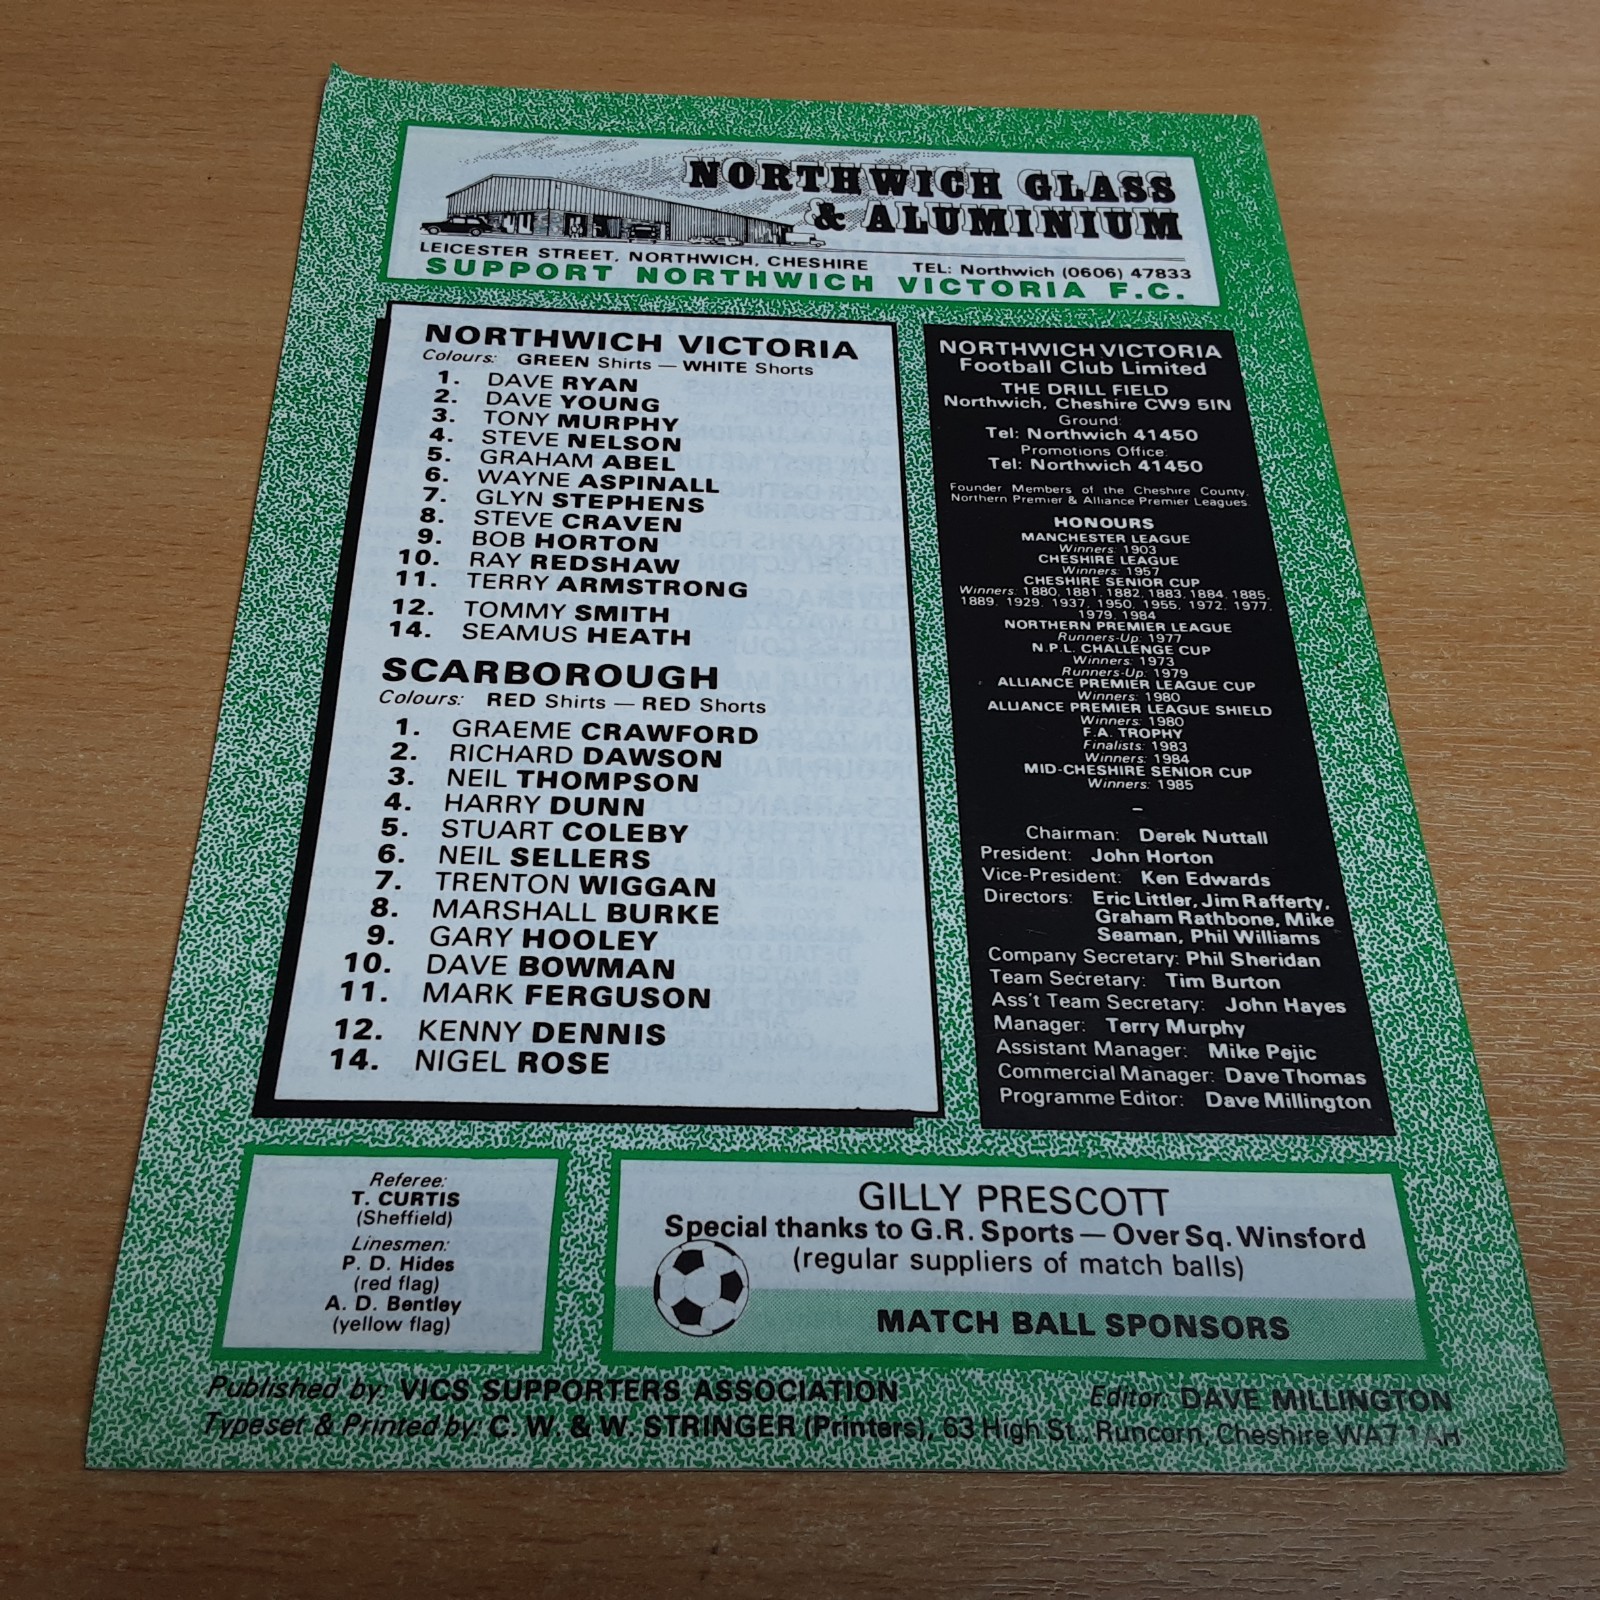 NORTHWICH GLASS
& ALUMINIUM
LEICESTER STREET, NORTHWICH, CHESHIRE TEL: Northwich (0606) 47833
SUPPORT NORTHWICH VICTORIA F.C.
NORTHWICH VICTORIA
Colours: GREEN Shirts — WHITE Shorts
1. DAVE RYAN
2. DAVE YOUNG
3. TONY MURPHY
4. STEVE NELSON
5. GRAHAM ABEL
6. WAYNE ASPINALL
7. GLYN STEPHENS
8. STEVE CRAVEN
9. BOB HORTON
10. RAY REDSHAW
11. TERRY ARMSTRONG
12. TOMMY SMITH
14. SEAMUS HEATH
SCARBOROUGH
Colours: RED Shirts — RED Shorts
1. GRAEME CRAWFORD
2. RICHARD DAWSON
3. NEIL THOMPSON
4. HARRY DUNN
5. STUART COLEBY
6. NEIL SELLERS
7. TRENTON WIGGAN
8. MARSHALL BURKE
9. GARY HOOLEY
10. DAVE BOWMAN
11. MARK FERGUSON
12. KENNY DENNIS
14. NIGEL ROSE
NORTHWICH VICTORIA
Football Club Limited
THE DRILL FIELD
Northwich, Cheshire CW9 5IN
Ground:
Tel: Northwich 41450
Promotions Office:
Tel: Northwich 41450
Founder Members of the Cheshire County,
Northern Premier & Alliance Premier Leagues.
HONOURS
MANCHESTER LEAGUE
Winners: 1903
CHESHIRE LEAGUE
Winners: 1957
CHESHIRE SENIOR CUP
Winners: 1880, 1881, 1882, 1883, 1884, 1885,
1889, 1929, 1937, 1950, 1955, 1972, 1977,
1979, 1984
NORTHERN PREMIER LEAGUE
Runners-Up: 1977
N.P.L. CHALLENGE CUP
Winners: 1973
Runners-Up: 1979
ALLIANCE PREMIER LEAGUE CUP
Winners: 1980
ALLIANCE PREMIER LEAGUE SHIELD
Winners: 1980
F.A. TROPHY
Finalists: 1983
Winners: 1984
MID-CHESHIRE SENIOR CUP
Winners: 1985
—
Chairman: Derek Nuttall
President: John Horton
Vice-President: Ken Edwards
Directors: Eric Littler, Jim Rafferty,
Graham Rathbone, Mike
Seaman, Phil Williams
Company Secretary: Phil Sheridan
Team Secretary: Tim Burton
Ass't Team Secretary: John Hayes
Manager: Terry Murphy
Assistant Manager: Mike Pejic
Commercial Manager: Dave Thomas
Programme Editor: Dave Millington
Referee:
T. CURTIS
(Sheffield)
Linesmen:
P. D. Hides
(red flag)
A. D. Bentley
(yellow flag)
GILLY PRESCOTT
Special thanks to G.R. Sports — Over Sq. Winsford
(regular suppliers of match balls)
MATCH BALL SPONSORS
Published by: VICS SUPPORTERS ASSOCIATION Editor: DAVE MILLINGTON
Typeset & Printed by: C. W. & W. STRINGER (Printers), 63 High St., Runcorn, Cheshire WA7 1AH